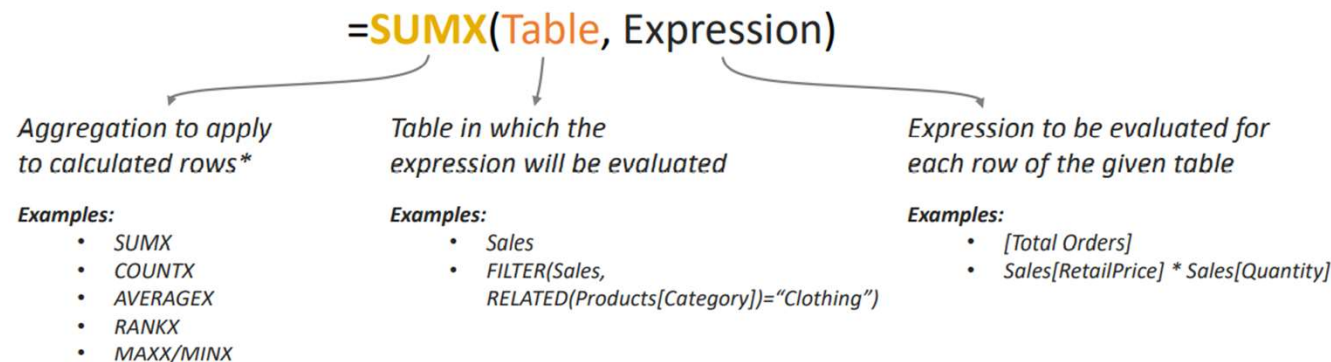 =SUMX(Table, Expression)
Aggregation to apply
to calculated rows*
Examples:
• SUMX
• COUNTX
• AVERAGEX
• RANKX
• MAXX/MINX
Table in which the
expression will be evaluated
Examples:
• Sales
• FILTER(Sales,
RELATED(Products[Category])=“Clothing”)
Expression to be evaluated for
each row of the given table
Examples:
• [Total Orders]
• Sales[RetailPrice] * Sales[Quantity]